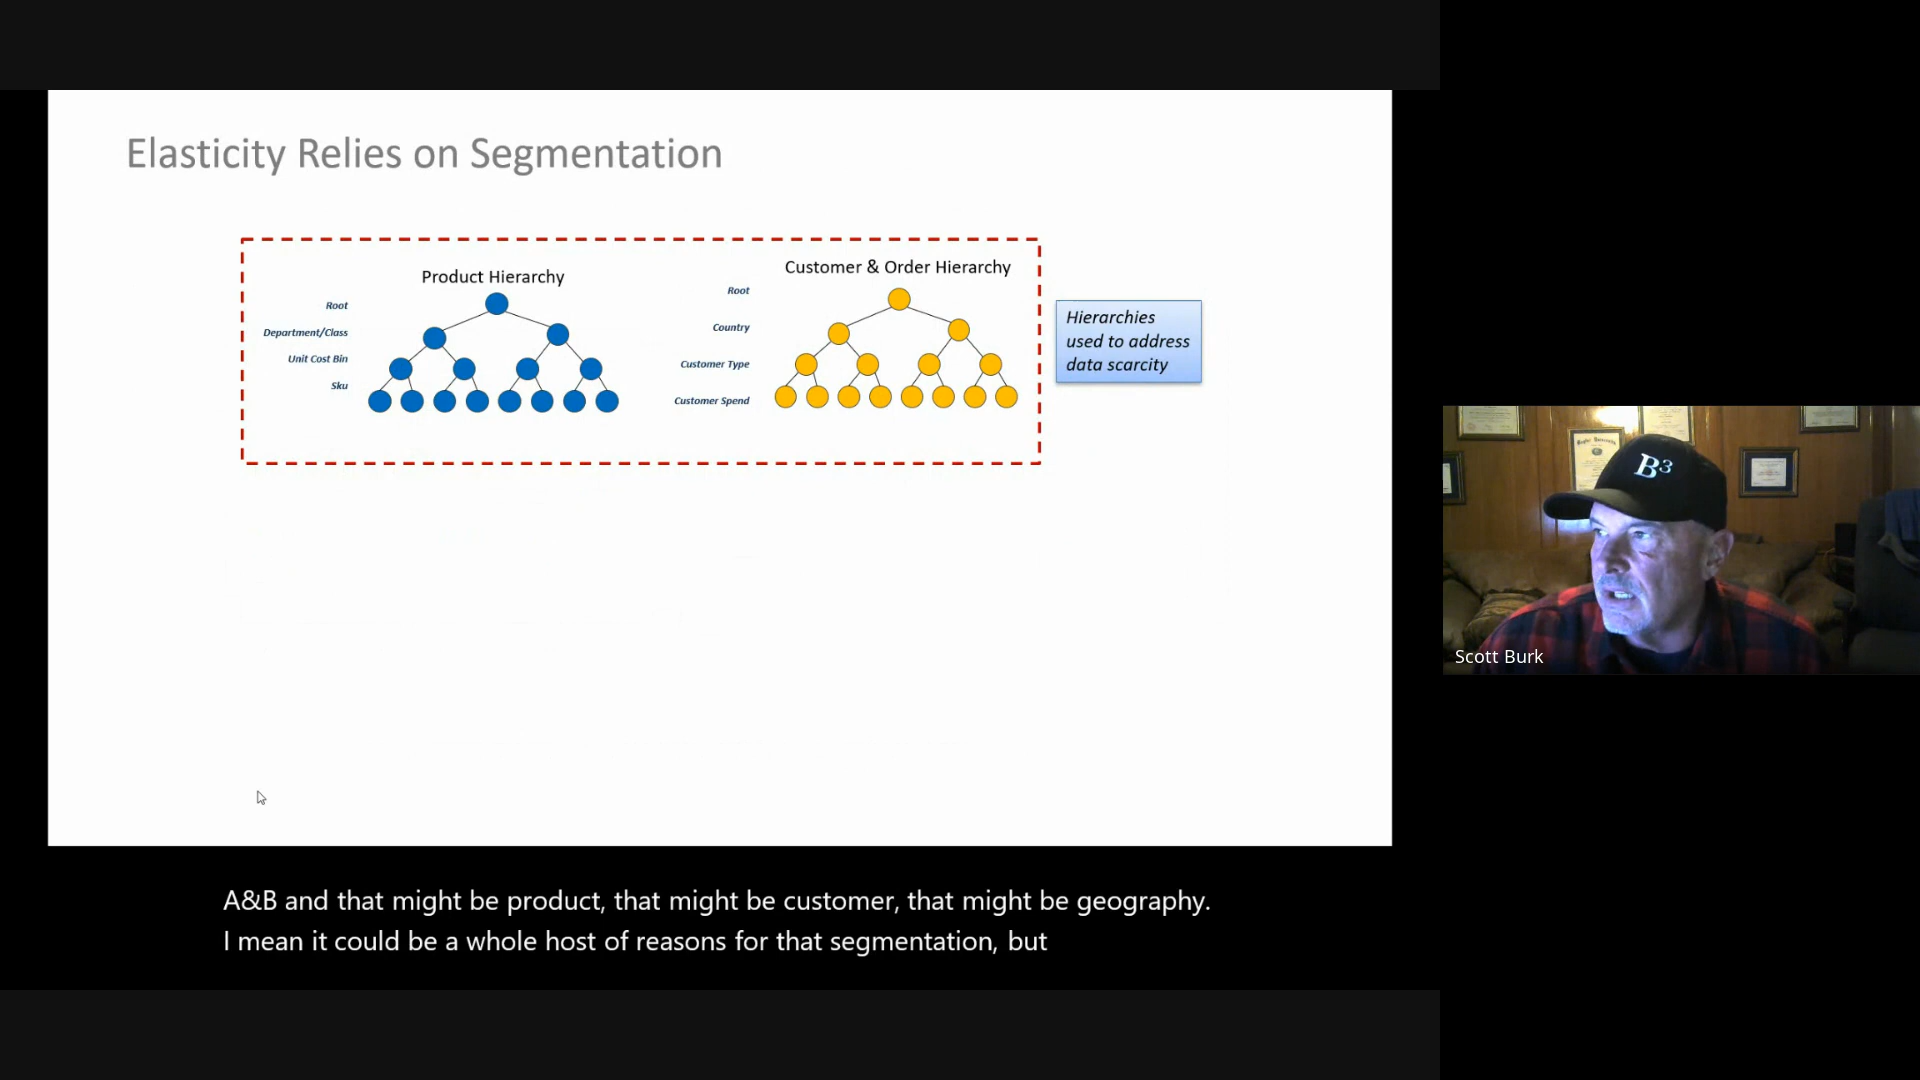 Elasticity Relies on Segmentation
Product Hierarchy
Root
Department/Class
Unit Cost Bin
Sku
Customer & Order Hierarchy
Root
Country
Customer Type
Customer Spend
Hierarchies
used to address
data scarcity
B³
Scott Burk
A&B and that might be product, that might be customer, that might be geography.
I mean it could be a whole host of reasons for that segmentation, but